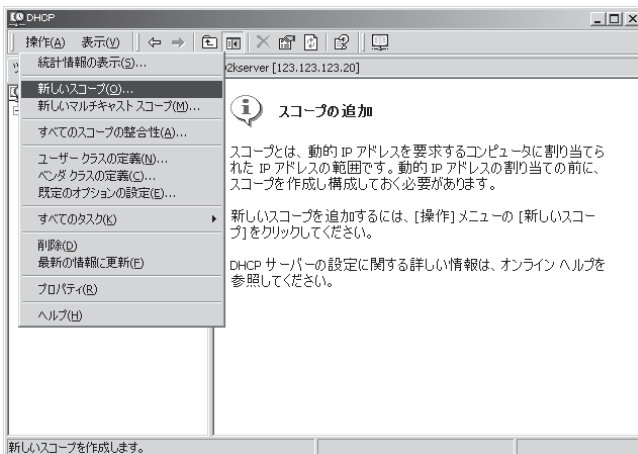 DHCP
操作(A) 表示(V)
統計情報の表示(S)...
新しいスコープ(O)...
新しいマルチキャスト スコープ(M)...
すべてのスコープの整合性(A)...
ユーザー クラスの定義(N)...
ベンダ クラスの定義(C)...
既定のオプションの設定(E)...
すべてのタスク(K)
削除(D)
最新の情報に更新(F)
プロパティ(R)
ヘルプ(H)
2kserver [123.123.123.20]
スコープの追加
スコープとは、動的 IP アドレスを要求するコンピュータに割り当てら
れた IP アドレスの範囲です。動的 IP アドレスの割り当ての前に、
スコープを作成し構成しておく必要があります。
新しいスコープを追加するには、[操作] メニューの [新しいスコー
プ] をクリックしてください。
DHCP サーバーの設定に関する詳しい情報は、オンライン ヘルプを
参照してください。
新しいスコープを作成します。